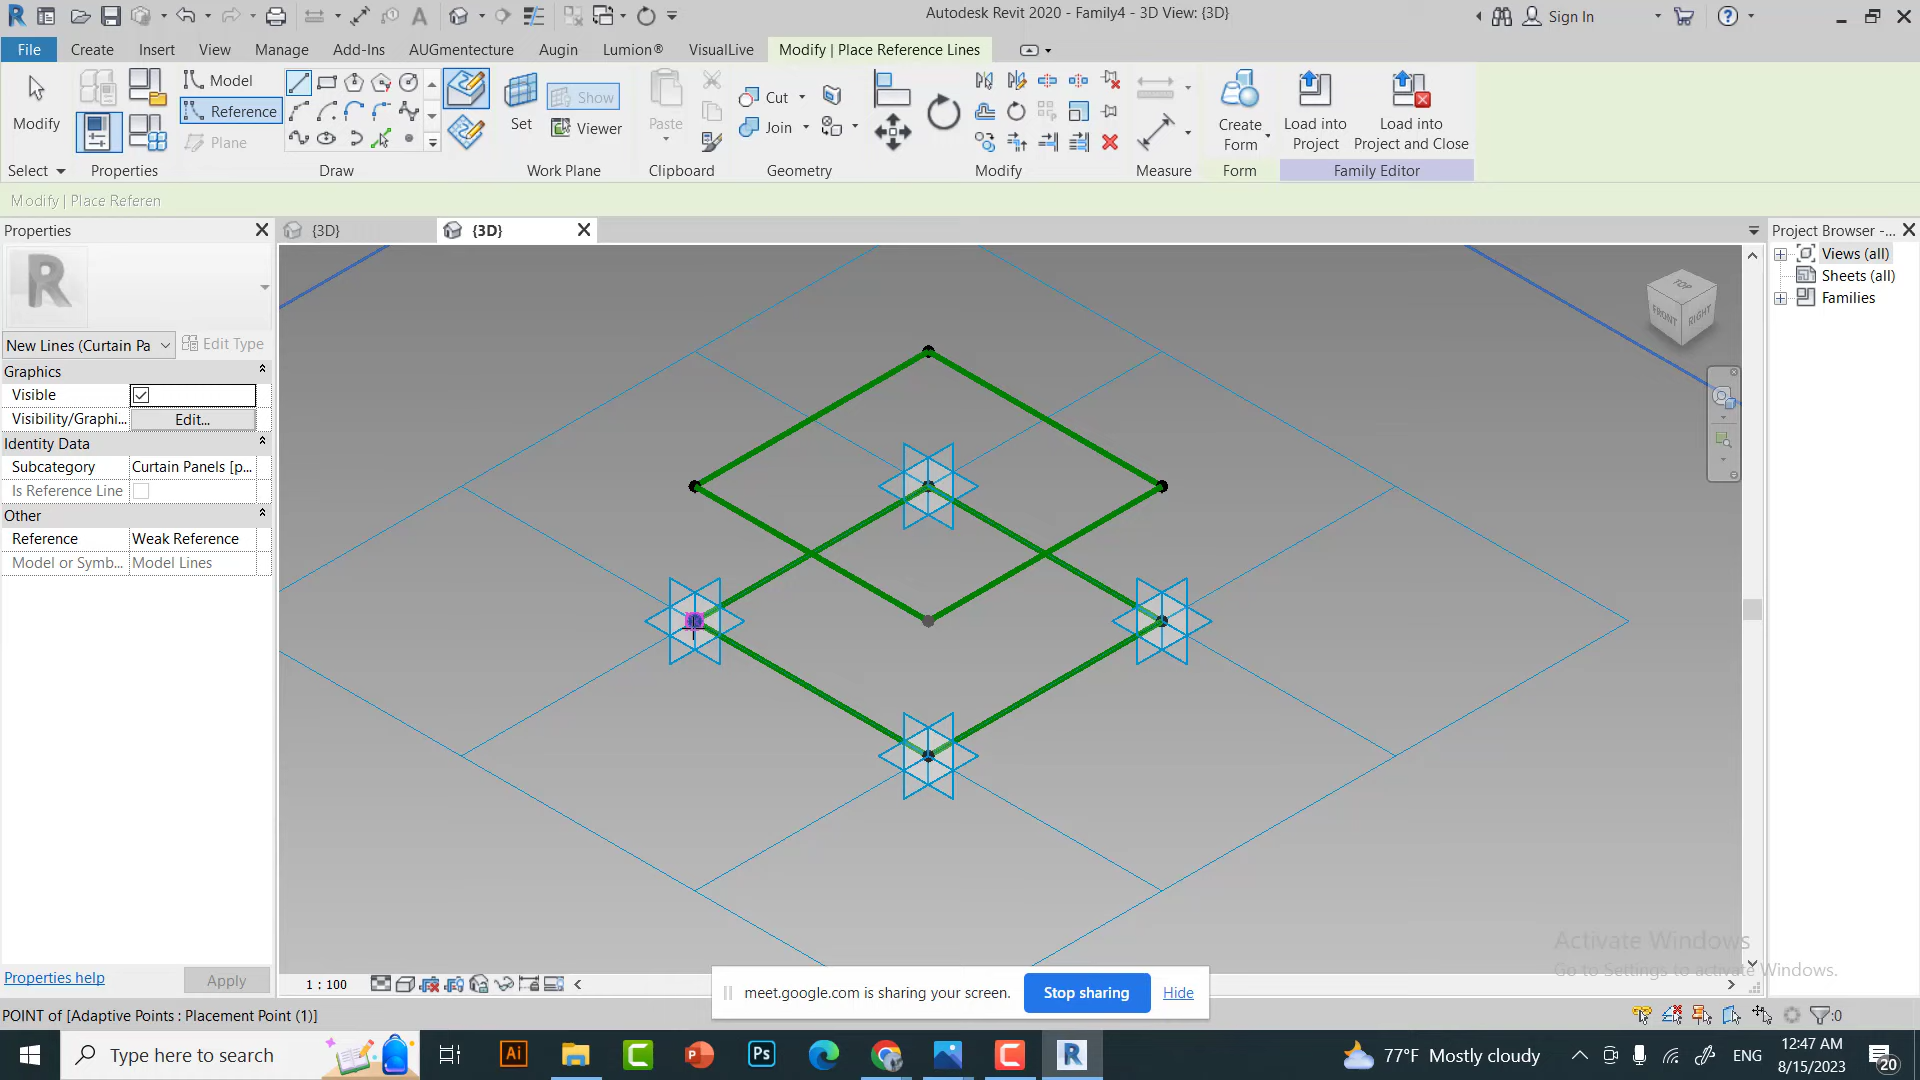 Autodesk Revit 2020 - Family4 - 3D View: {3D}
Sign In
File
Create
Insert
View
Manage
Add-Ins
AUGmentecture
Augin
Lumion®
VisualLive
Modify | Place Reference Lines
Modify
Model
Reference
Plane
Set
Show
Viewer
Paste
Cut
Join
Create Form
Load into Project
Load into Project and Close
Select
Properties
Draw
Work Plane
Clipboard
Geometry
Modify
Measure
Form
Family Editor
Modify | Place Referen
Properties
{3D}
{3D}
Project Browser -...
Views (all)
Sheets (all)
Families
R
TOP
FRONT
RIGHT
New Lines (Curtain Pa
Edit Type
Graphics
Visible
Visibility/Graphi...
Edit...
Identity Data
Subcategory
Curtain Panels [p...
Is Reference Line
Other
Reference
Weak Reference
Model or Symb...
Model Lines
Properties help
Apply
1 : 100
Activate Windows
Go to Settings to activate Windows.
meet.google.com is sharing your screen.
Stop sharing
Hide
POINT of [Adaptive Points : Placement Point (1)]
:0
Type here to search
Ai
Ps
R
77°F Mostly cloudy
ENG
12:47 AM
8/15/2023
20